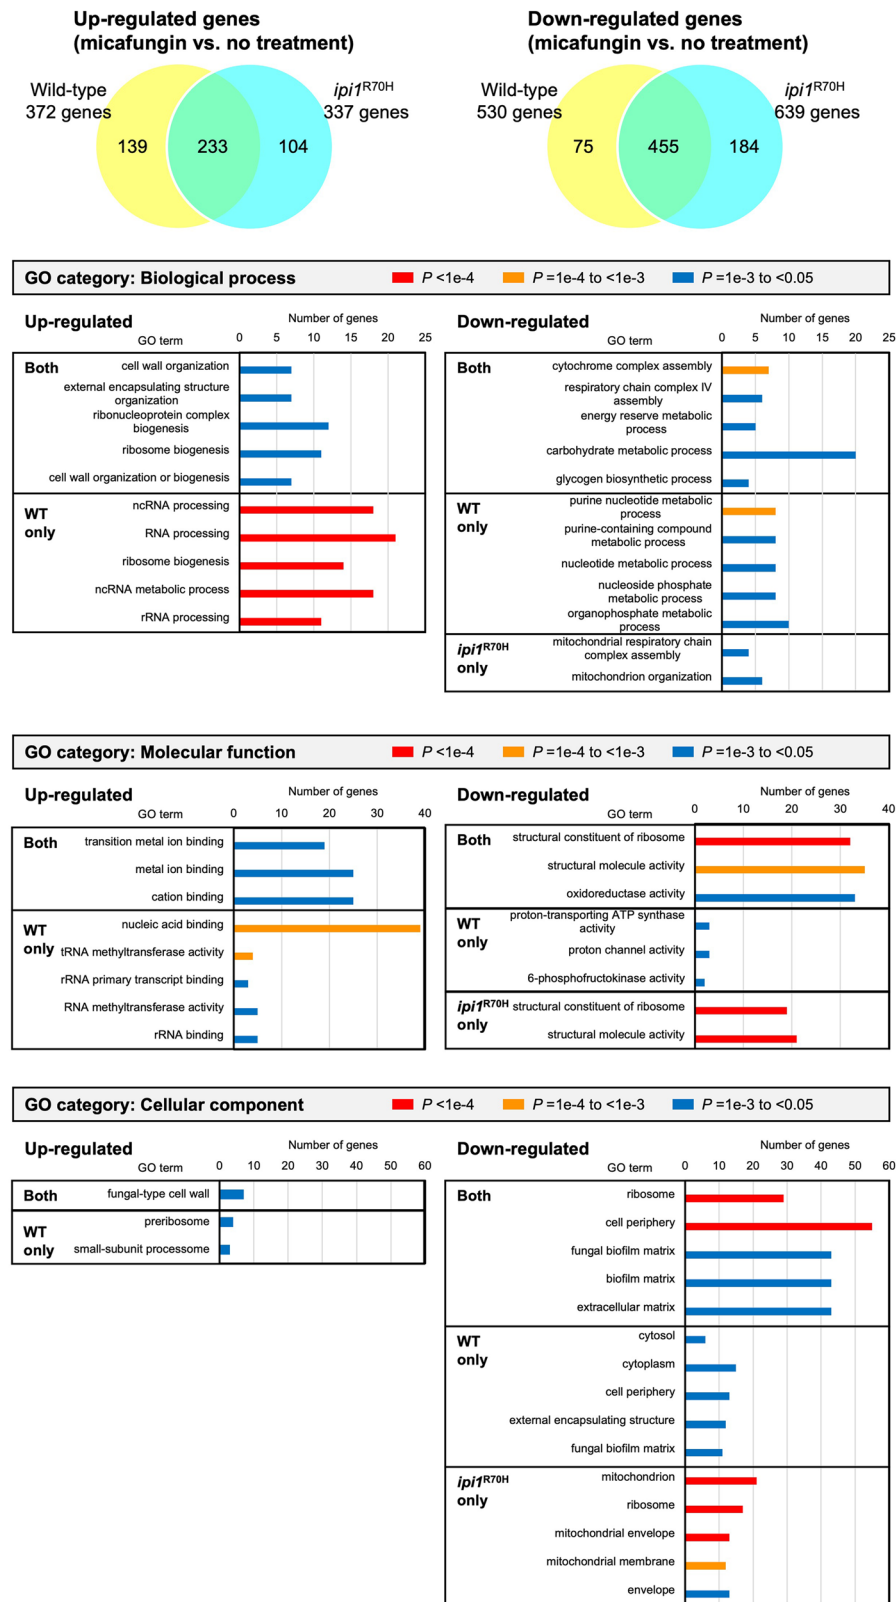 Up-regulated genes
(micafungin vs. no treatment)
Wild-type
372 genes
ipi1R70H
337 genes
139
233
104
Down-regulated genes
(micafungin vs. no treatment)
Wild-type
530 genes
ipi1R70H
639 genes
75
455
184
GO category: Biological process
P <1e-4
P =1e-4 to <1e-3
P =1e-3 to <0.05
Up-regulated
Number of genes
GO term
0 5 10 15 20 25
Both
cell wall organization
external encapsulating structure
organization
ribonucleoprotein complex
biogenesis
ribosome biogenesis
cell wall organization or biogenesis
WT
only
ncRNA processing
RNA processing
ribosome biogenesis
ncRNA metabolic process
rRNA processing
Down-regulated
Number of genes
GO term
0 5 10 15 20 25
Both
cytochrome complex assembly
respiratory chain complex IV
assembly
energy reserve metabolic
process
carbohydrate metabolic process
glycogen biosynthetic process
WT
only
purine nucleotide metabolic
process
purine-containing compound
metabolic process
nucleotide metabolic process
nucleoside phosphate
metabolic process
organophosphate metabolic
process
ipi1R70H
only
mitochondrial respiratory chain
complex assembly
mitochondrion organization
GO category: Molecular function
P <1e-4
P =1e-4 to <1e-3
P =1e-3 to <0.05
Up-regulated
Number of genes
GO term
0 10 20 30 40
Both
transition metal ion binding
metal ion binding
cation binding
WT
only
nucleic acid binding
tRNA methyltransferase activity
rRNA primary transcript binding
RNA methyltransferase activity
rRNA binding
Down-regulated
Number of genes
GO term
0 10 20 30 40
Both
structural constituent of ribosome
structural molecule activity
oxidoreductase activity
WT
only
proton-transporting ATP synthase
activity
proton channel activity
6-phosphofructokinase activity
ipi1R70H
only
structural constituent of ribosome
structural molecule activity
GO category: Cellular component
P <1e-4
P =1e-4 to <1e-3
P =1e-3 to <0.05
Up-regulated
Number of genes
GO term
0 10 20 30 40 50 60
Both
fungal-type cell wall
WT
only
preribosome
small-subunit processome
Down-regulated
Number of genes
GO term
0 10 20 30 40 50 60
Both
ribosome
cell periphery
fungal biofilm matrix
biofilm matrix
extracellular matrix
WT
only
cytosol
cytoplasm
cell periphery
external encapsulating structure
fungal biofilm matrix
ipi1R70H
only
mitochondrion
ribosome
mitochondrial envelope
mitochondrial membrane
envelope